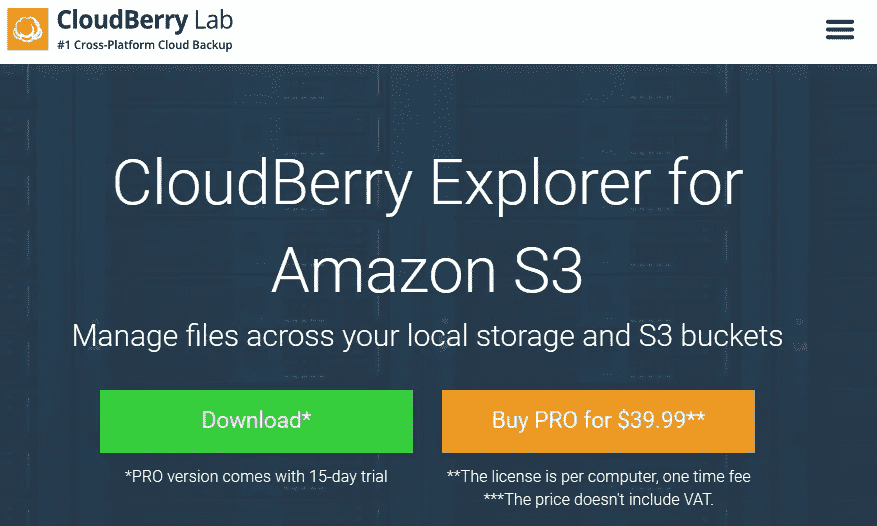 CloudBerry Lab
#1 Cross-Platform Cloud Backup
CloudBerry Explorer for
Amazon S3
Manage files across your local storage and S3 buckets
Download*
Buy PRO for $39.99**
*PRO version comes with 15-day trial
**The license is per computer, one time fee
***The price doesn't include VAT.